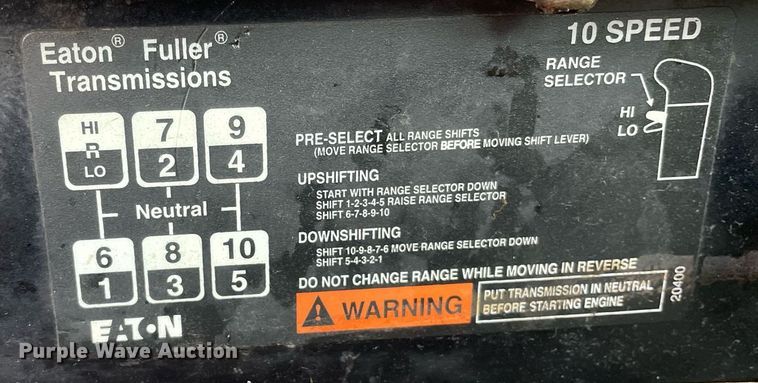 Eaton® Fuller®
Transmissions
10 SPEED
RANGE
SELECTOR
HI
LO
HI 7 9
R
LO 2 4
Neutral
6 8 10
1 3 5
PRE-SELECT ALL RANGE SHIFTS
(MOVE RANGE SELECTOR BEFORE MOVING SHIFT LEVER)
UPSHIFTING
START WITH RANGE SELECTOR DOWN
SHIFT 1-2-3-4-5 RAISE RANGE SELECTOR
SHIFT 6-7-8-9-10
DOWNSHIFTING
SHIFT 10-9-8-7-6 MOVE RANGE SELECTOR DOWN
SHIFT 5-4-3-2-1
DO NOT CHANGE RANGE WHILE MOVING IN REVERSE
WARNING
PUT TRANSMISSION IN NEUTRAL
BEFORE STARTING ENGINE
20400
EATON
Purple Wave Auction